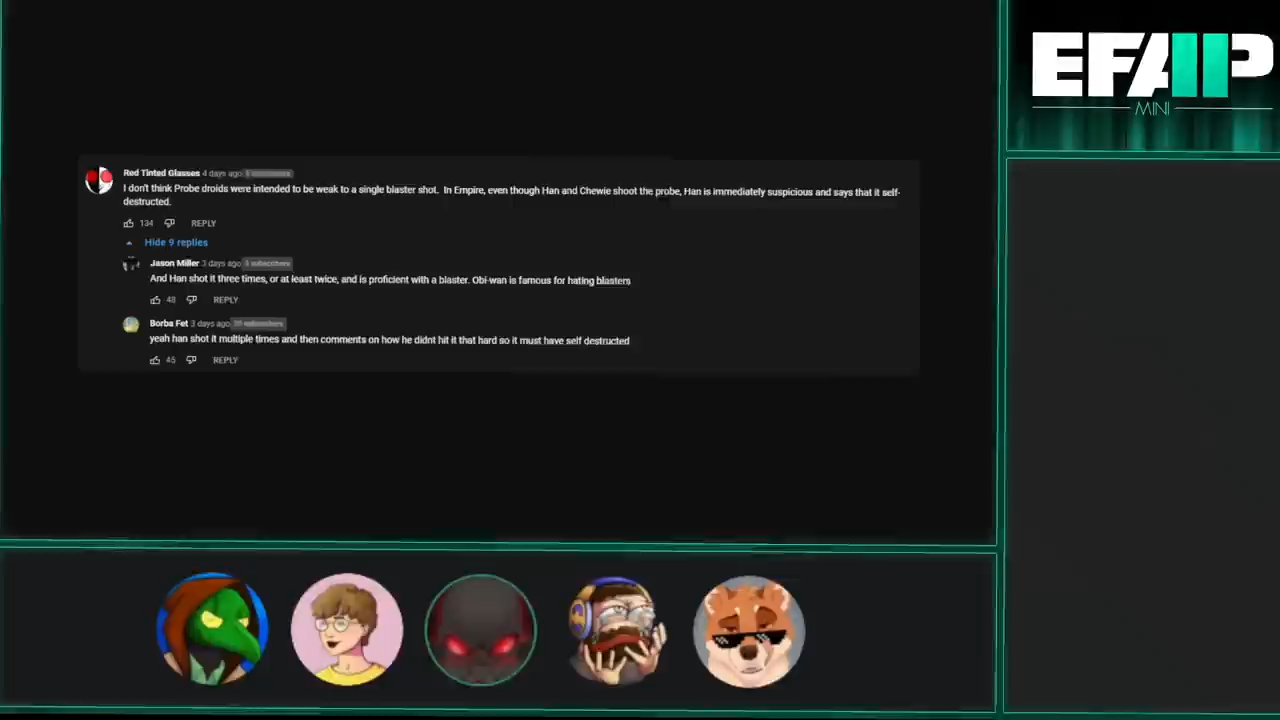 EFAP
MINI
Red Tinted Glasses 4 days ago
I don't think Probe droids were intended to be weak to a single blaster shot. In Empire, even though Han and Chewie shoot the probe, Han is immediately suspicious and says that it self-
destructed.
134 REPLY
Hide 9 replies
Jason Miller 3 days ago
And Han shot it three times, or at least twice, and is proficient with a blaster. Obi-wan is famous for hating blasters
48 REPLY
Borba Fet 3 days ago
yeah han shot it multiple times and then comments on how he didnt hit it that hard so it must have self destructed
45 REPLY